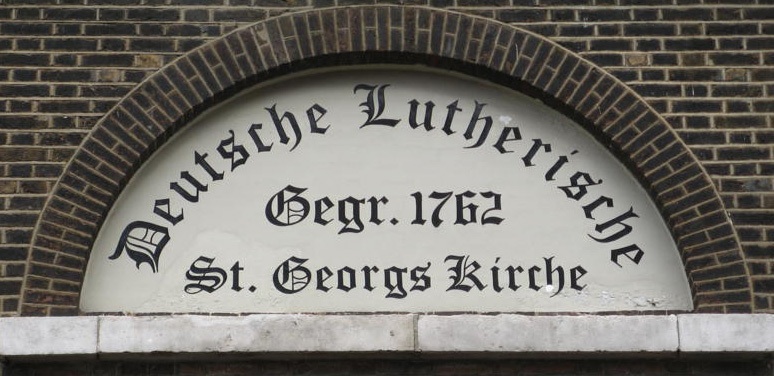 Deutsche Lutherische
Gegr. 1762
St. Georgs Kirche